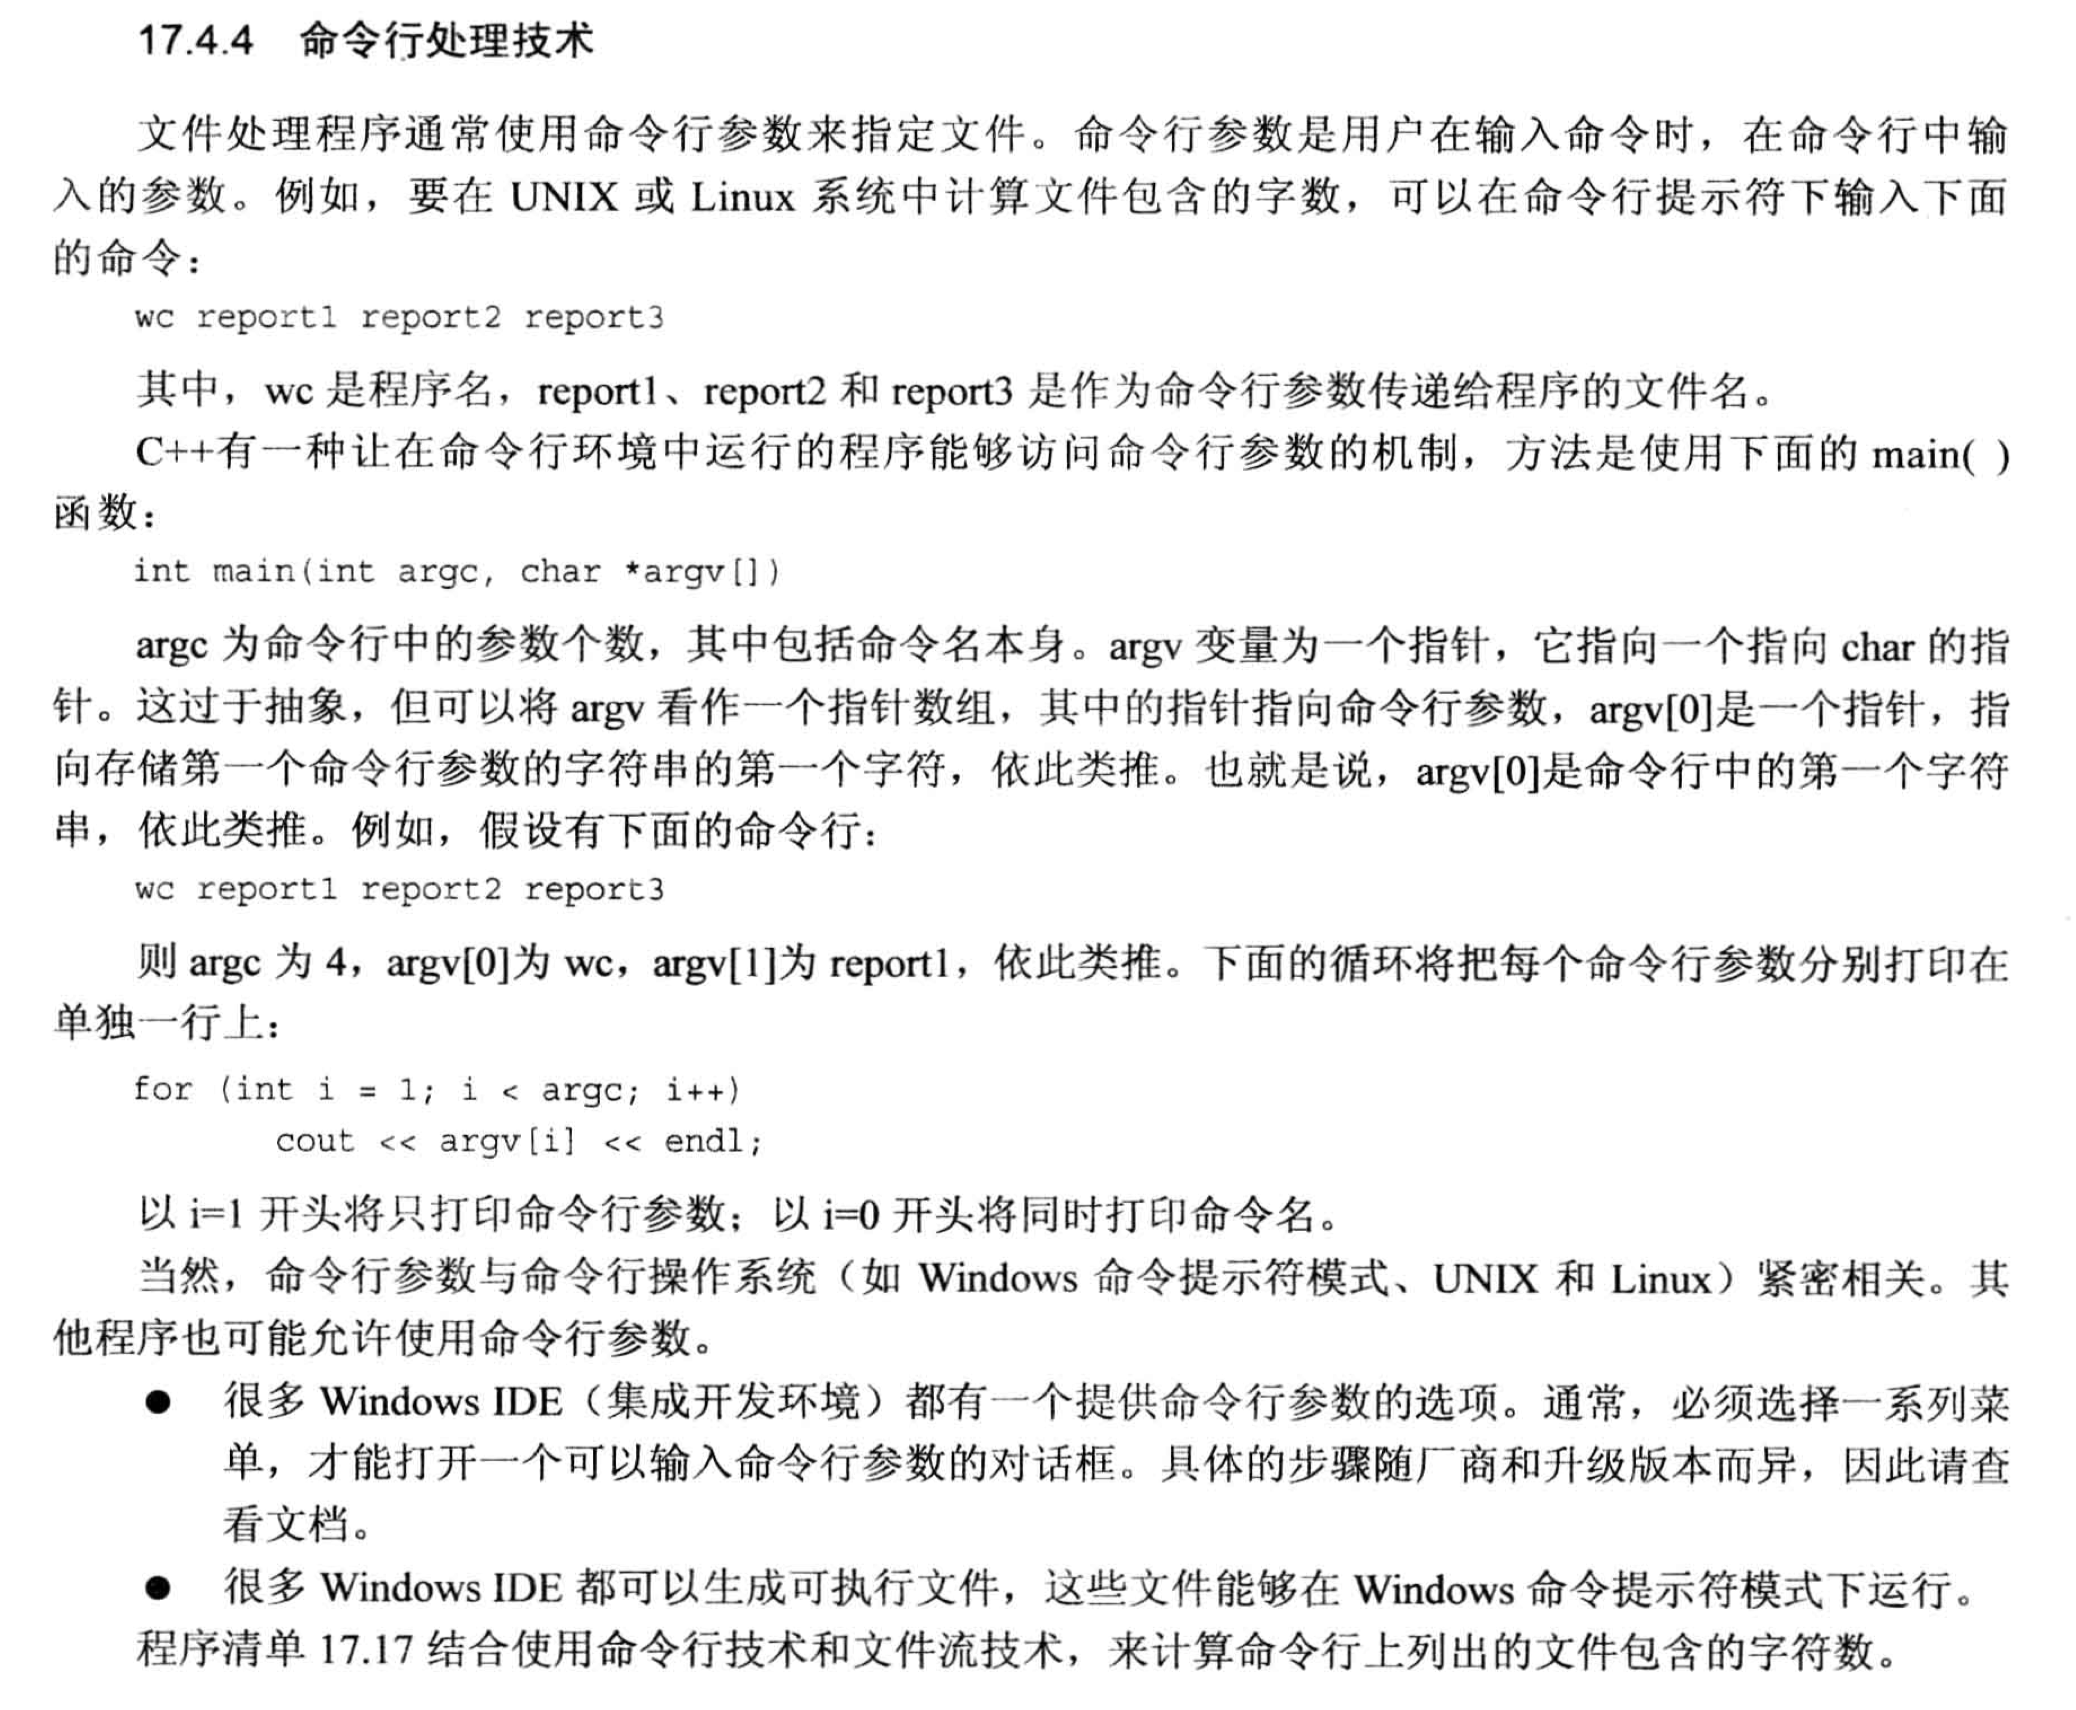 17.4.4 命令行处理技术
文件处理程序通常使用命令行参数来指定文件。命令行参数是用户在输入命令时，在命令行中输
入的参数。例如，要在 UNIX 或 Linux 系统中计算文件包含的字数，可以在命令行提示符下输入下面
的命令：
wc report1 report2 report3
其中，wc 是程序名，report1、report2 和 report3 是作为命令行参数传递给程序的文件名。
C++有一种让在命令行环境中运行的程序能够访问命令行参数的机制，方法是使用下面的 main( )
函数：
int main(int argc, char *argv[])
argc 为命令行中的参数个数，其中包括命令名本身。argv 变量为一个指针，它指向一个指向 char 的指
针。这过于抽象，但可以将 argv 看作一个指针数组，其中的指针指向命令行参数，argv[0]是一个指针，指
向存储第一个命令行参数的字符串的第一个字符，依此类推。也就是说，argv[0]是命令行中的第一个字符
串，依此类推。例如，假设有下面的命令行：
wc report1 report2 report3
则 argc 为 4，argv[0]为 wc，argv[1]为 report1，依此类推。下面的循环将把每个命令行参数分别打印在
单独一行上：
for (int i = 1; i < argc; i++)
cout << argv[i] << endl;
以 i=1 开头将只打印命令行参数；以 i=0 开头将同时打印命令名。
当然，命令行参数与命令行操作系统（如 Windows 命令提示符模式、UNIX 和 Linux）紧密相关。其
他程序也可能允许使用命令行参数。
● 很多 Windows IDE（集成开发环境）都有一个提供命令行参数的选项。通常，必须选择一系列菜
单，才能打开一个可以输入命令行参数的对话框。具体的步骤随厂商和升级版本而异，因此请查
看文档。
● 很多 Windows IDE 都可以生成可执行文件，这些文件能够在 Windows 命令提示符模式下运行。
程序清单 17.17 结合使用命令行技术和文件流技术，来计算命令行上列出的文件包含的字符数。